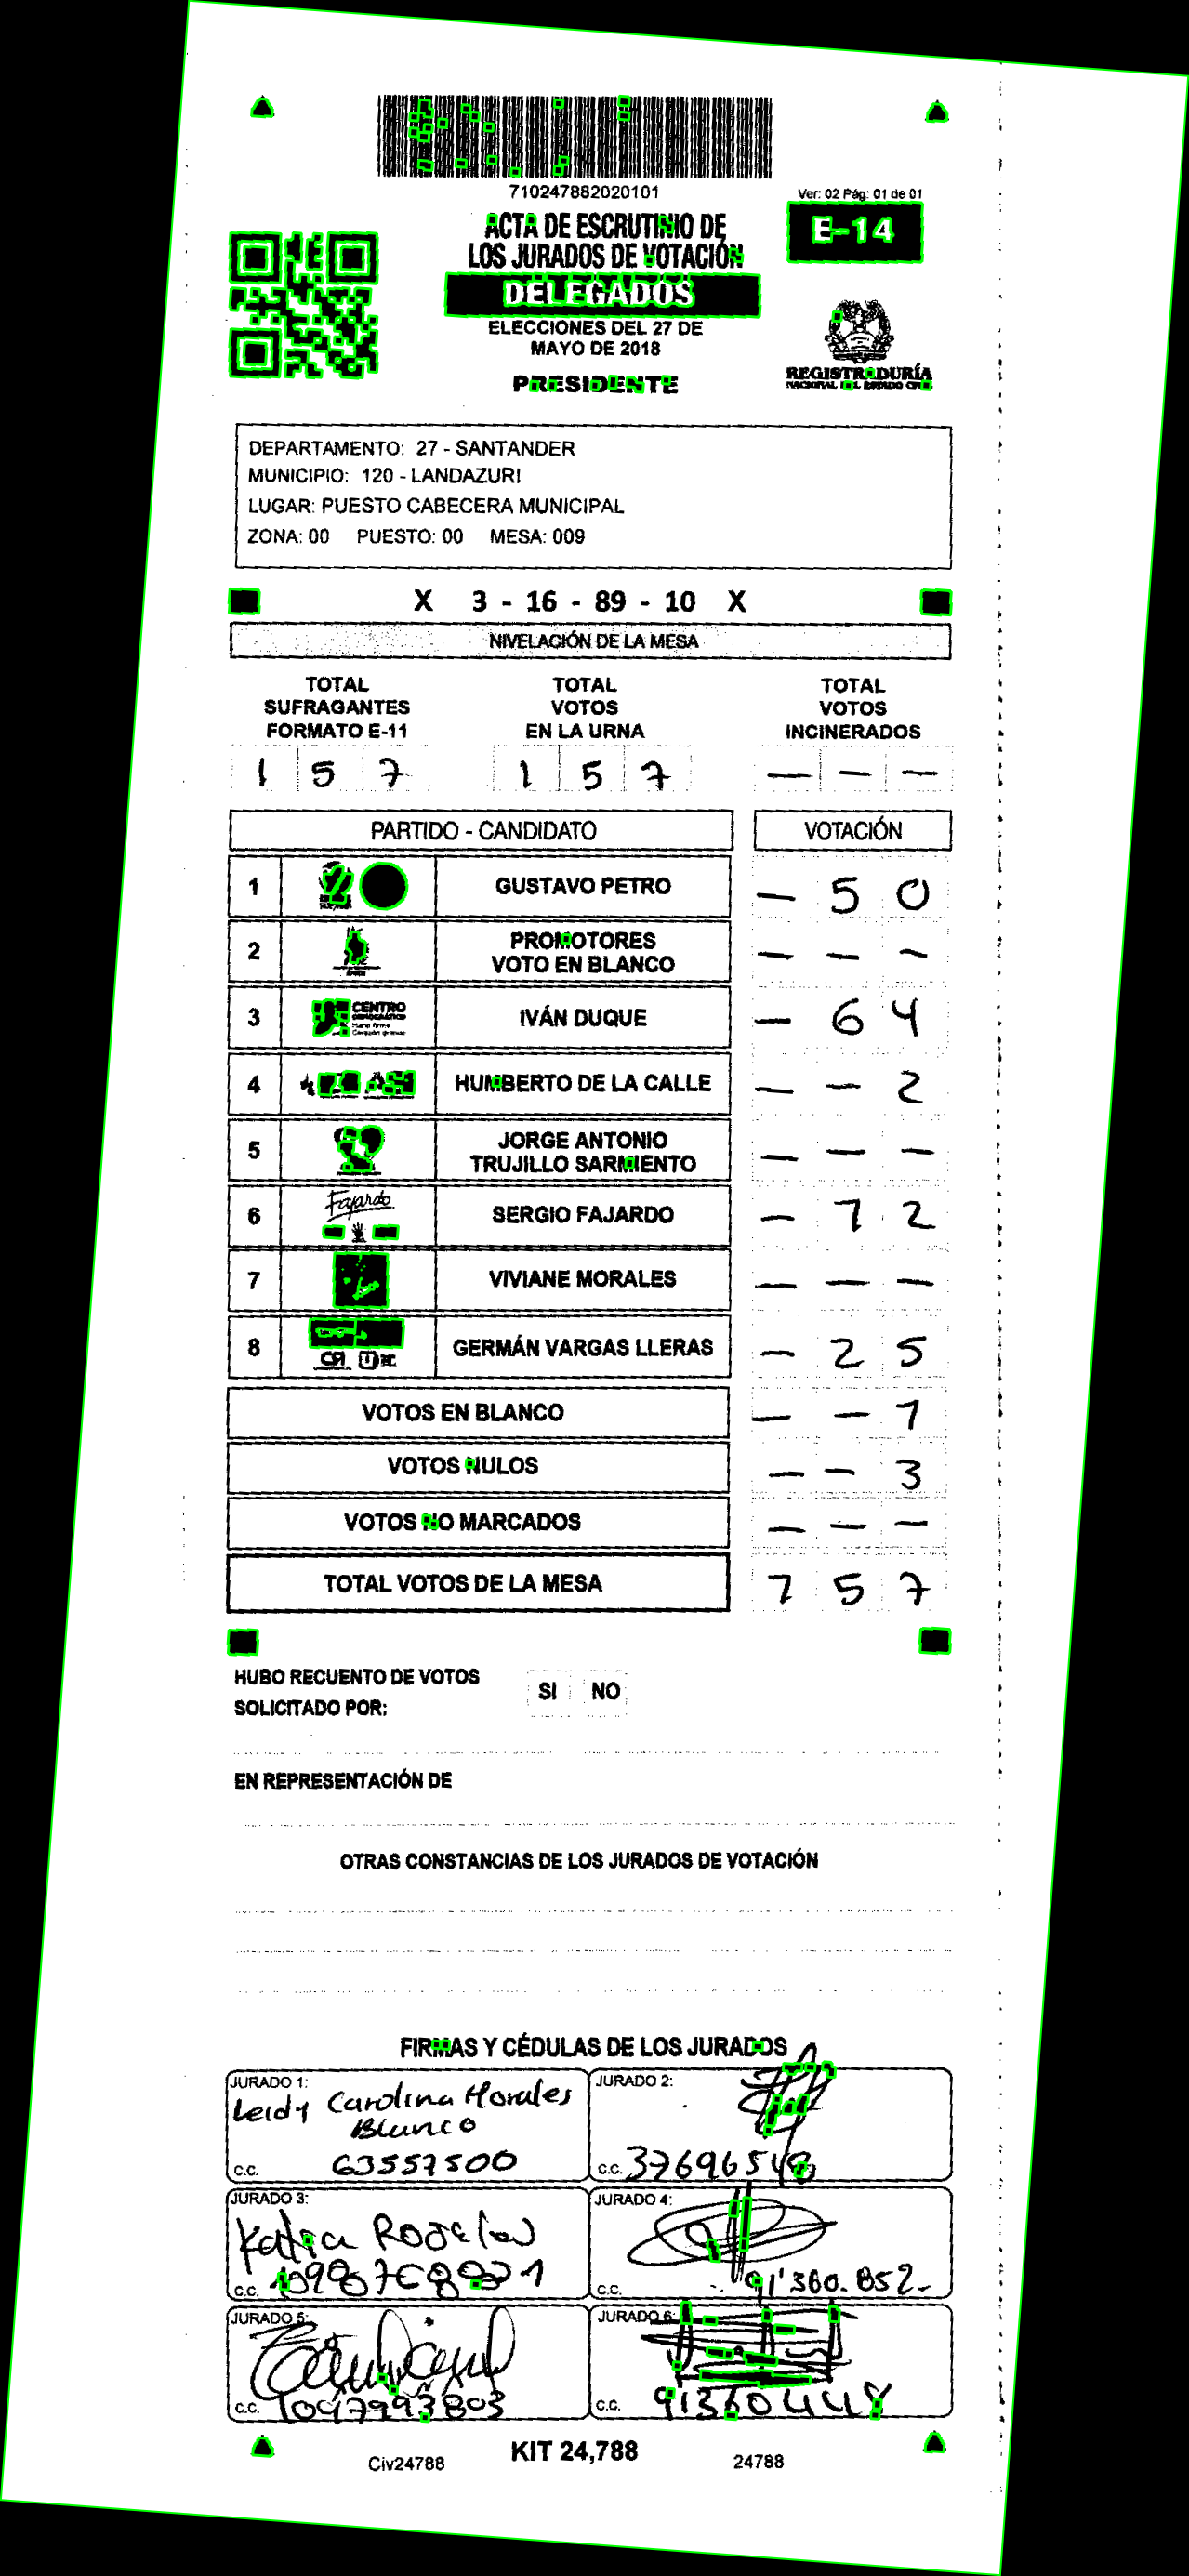 710247882020101
Ver: 02 Pág: 01 de 01
ACTA DE ESCRUTINIO DE
LOS JURADOS DE VOTACIÓN
E-14
DELEGADOS
ELECCIONES DEL 27 DE
MAYO DE 2018
PRESIDENTE
REGISTRADURÍA
NACIONAL DEL ESTADO CIVIL
DEPARTAMENTO: 27 - SANTANDER
MUNICIPIO: 120 - LANDAZURI
LUGAR: PUESTO CABECERA MUNICIPAL
ZONA: 00 PUESTO: 00 MESA: 009
X 3 - 16 - 89 - 10 X
NIVELACIÓN DE LA MESA
TOTAL SUFRAGANTES FORMATO E-11
TOTAL VOTOS EN LA URNA
TOTAL VOTOS INCINERADOS
1 5 7 1 5 7 — — —
PARTIDO - CANDIDATO VOTACIÓN
1 GUSTAVO PETRO — 5 0
2 PROMOTORES VOTO EN BLANCO — — —
3 CENTRO DEMOCRÁTICO IVÁN DUQUE — 6 4
4 HUMBERTO DE LA CALLE — — 2
5 JORGE ANTONIO TRUJILLO SARMIENTO — — —
6 Fajardo SERGIO FAJARDO — 7 2
7 VIVIANE MORALES — — —
8 GERMÁN VARGAS LLERAS — 2 5
VOTOS EN BLANCO — — 1
VOTOS NULOS — — 3
VOTOS NO MARCADOS — — —
TOTAL VOTOS DE LA MESA 1 5 7
HUBO RECUENTO DE VOTOS SI NO
SOLICITADO POR:
EN REPRESENTACIÓN DE
OTRAS CONSTANCIAS DE LOS JURADOS DE VOTACIÓN
FIRMAS Y CÉDULAS DE LOS JURADOS
JURADO 1:
Leidy Carolina Morales
Blanco
C.C. 63557500
JURADO 2:
C.C. 37696548
JURADO 3:
Katia
C.C.
JURADO 4:
C.C. 91'360.852-
JURADO 5:
C.C. 1097993803
JURADO 6:
C.C. 91360448
Civ24788
KIT 24,788
24788